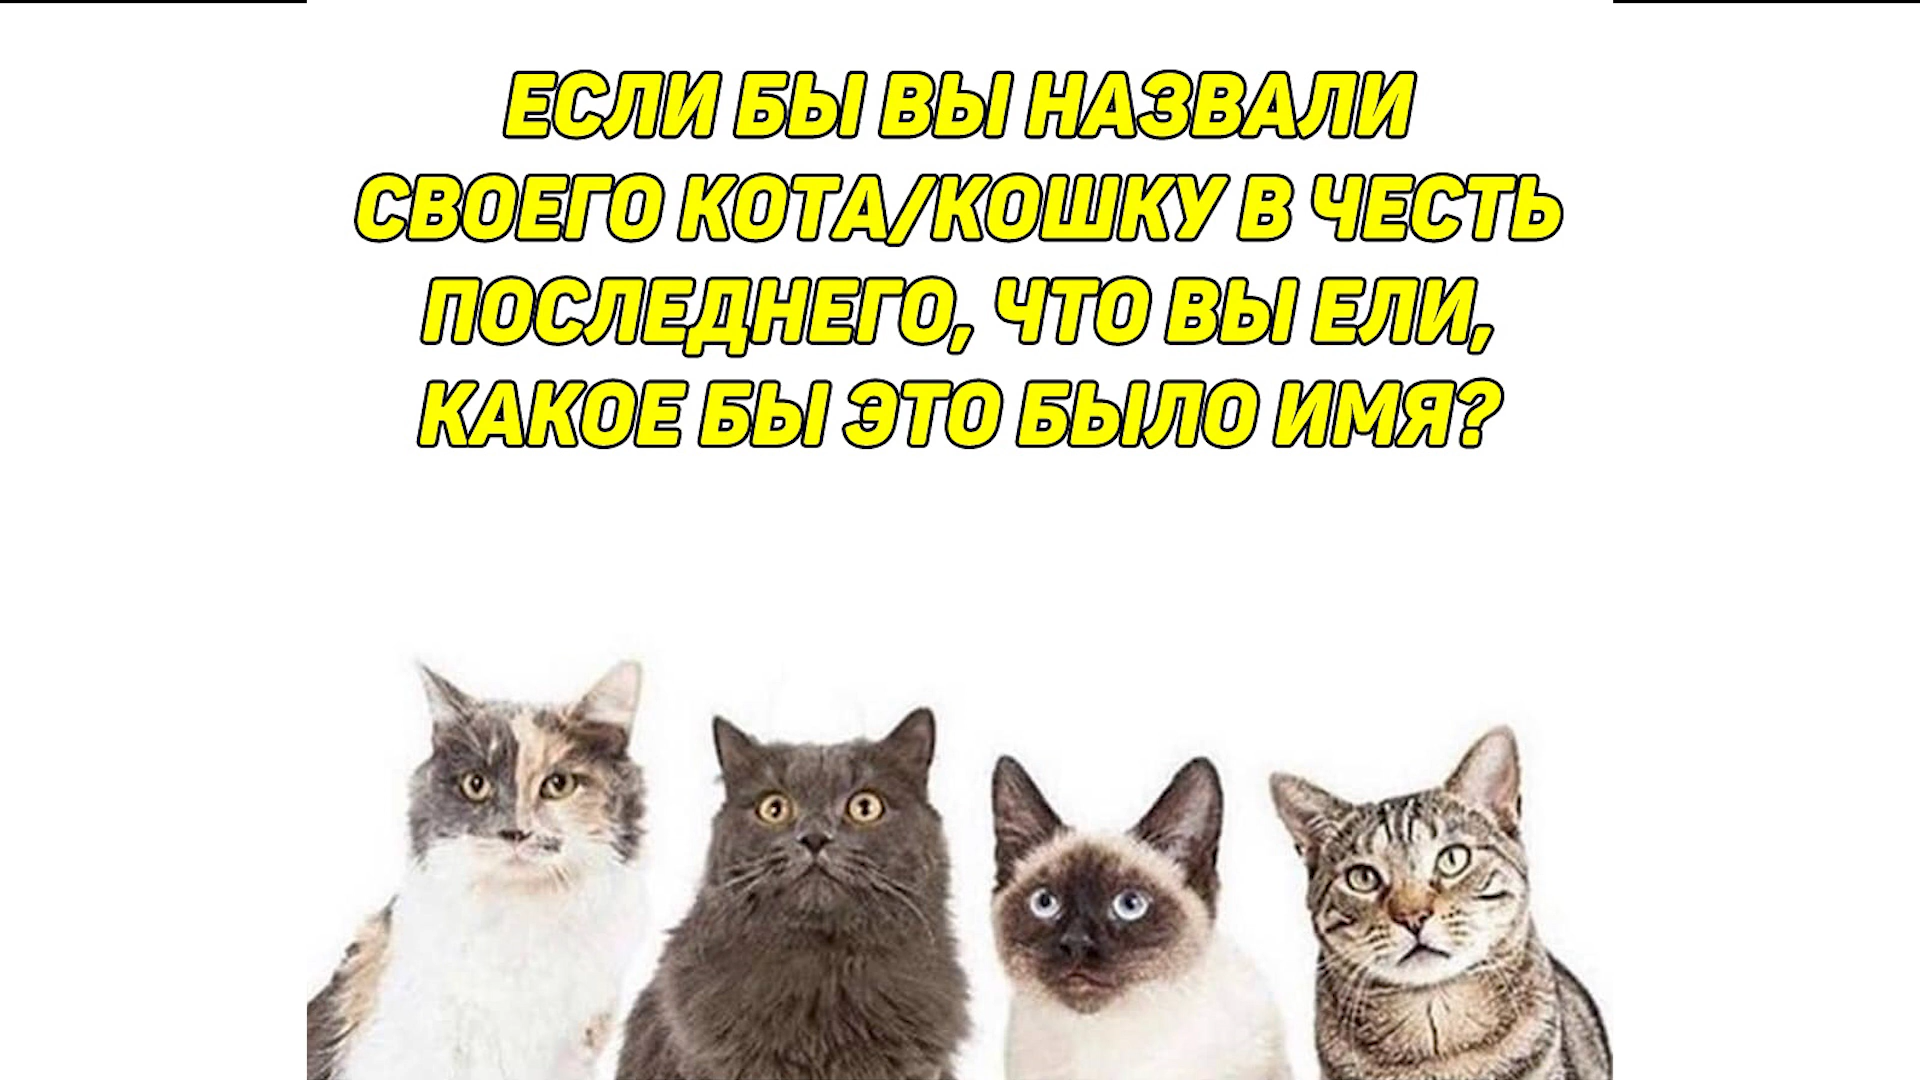 ЕСЛИ БЫ ВЫ НАЗВАЛИ
СВОЕГО КОТА/КОШКУ В ЧЕСТЬ
ПОСЛЕДНЕГО, ЧТО ВЫ ЕЛИ,
КАКОЕ БЫ ЭТО БЫЛО ИМЯ?